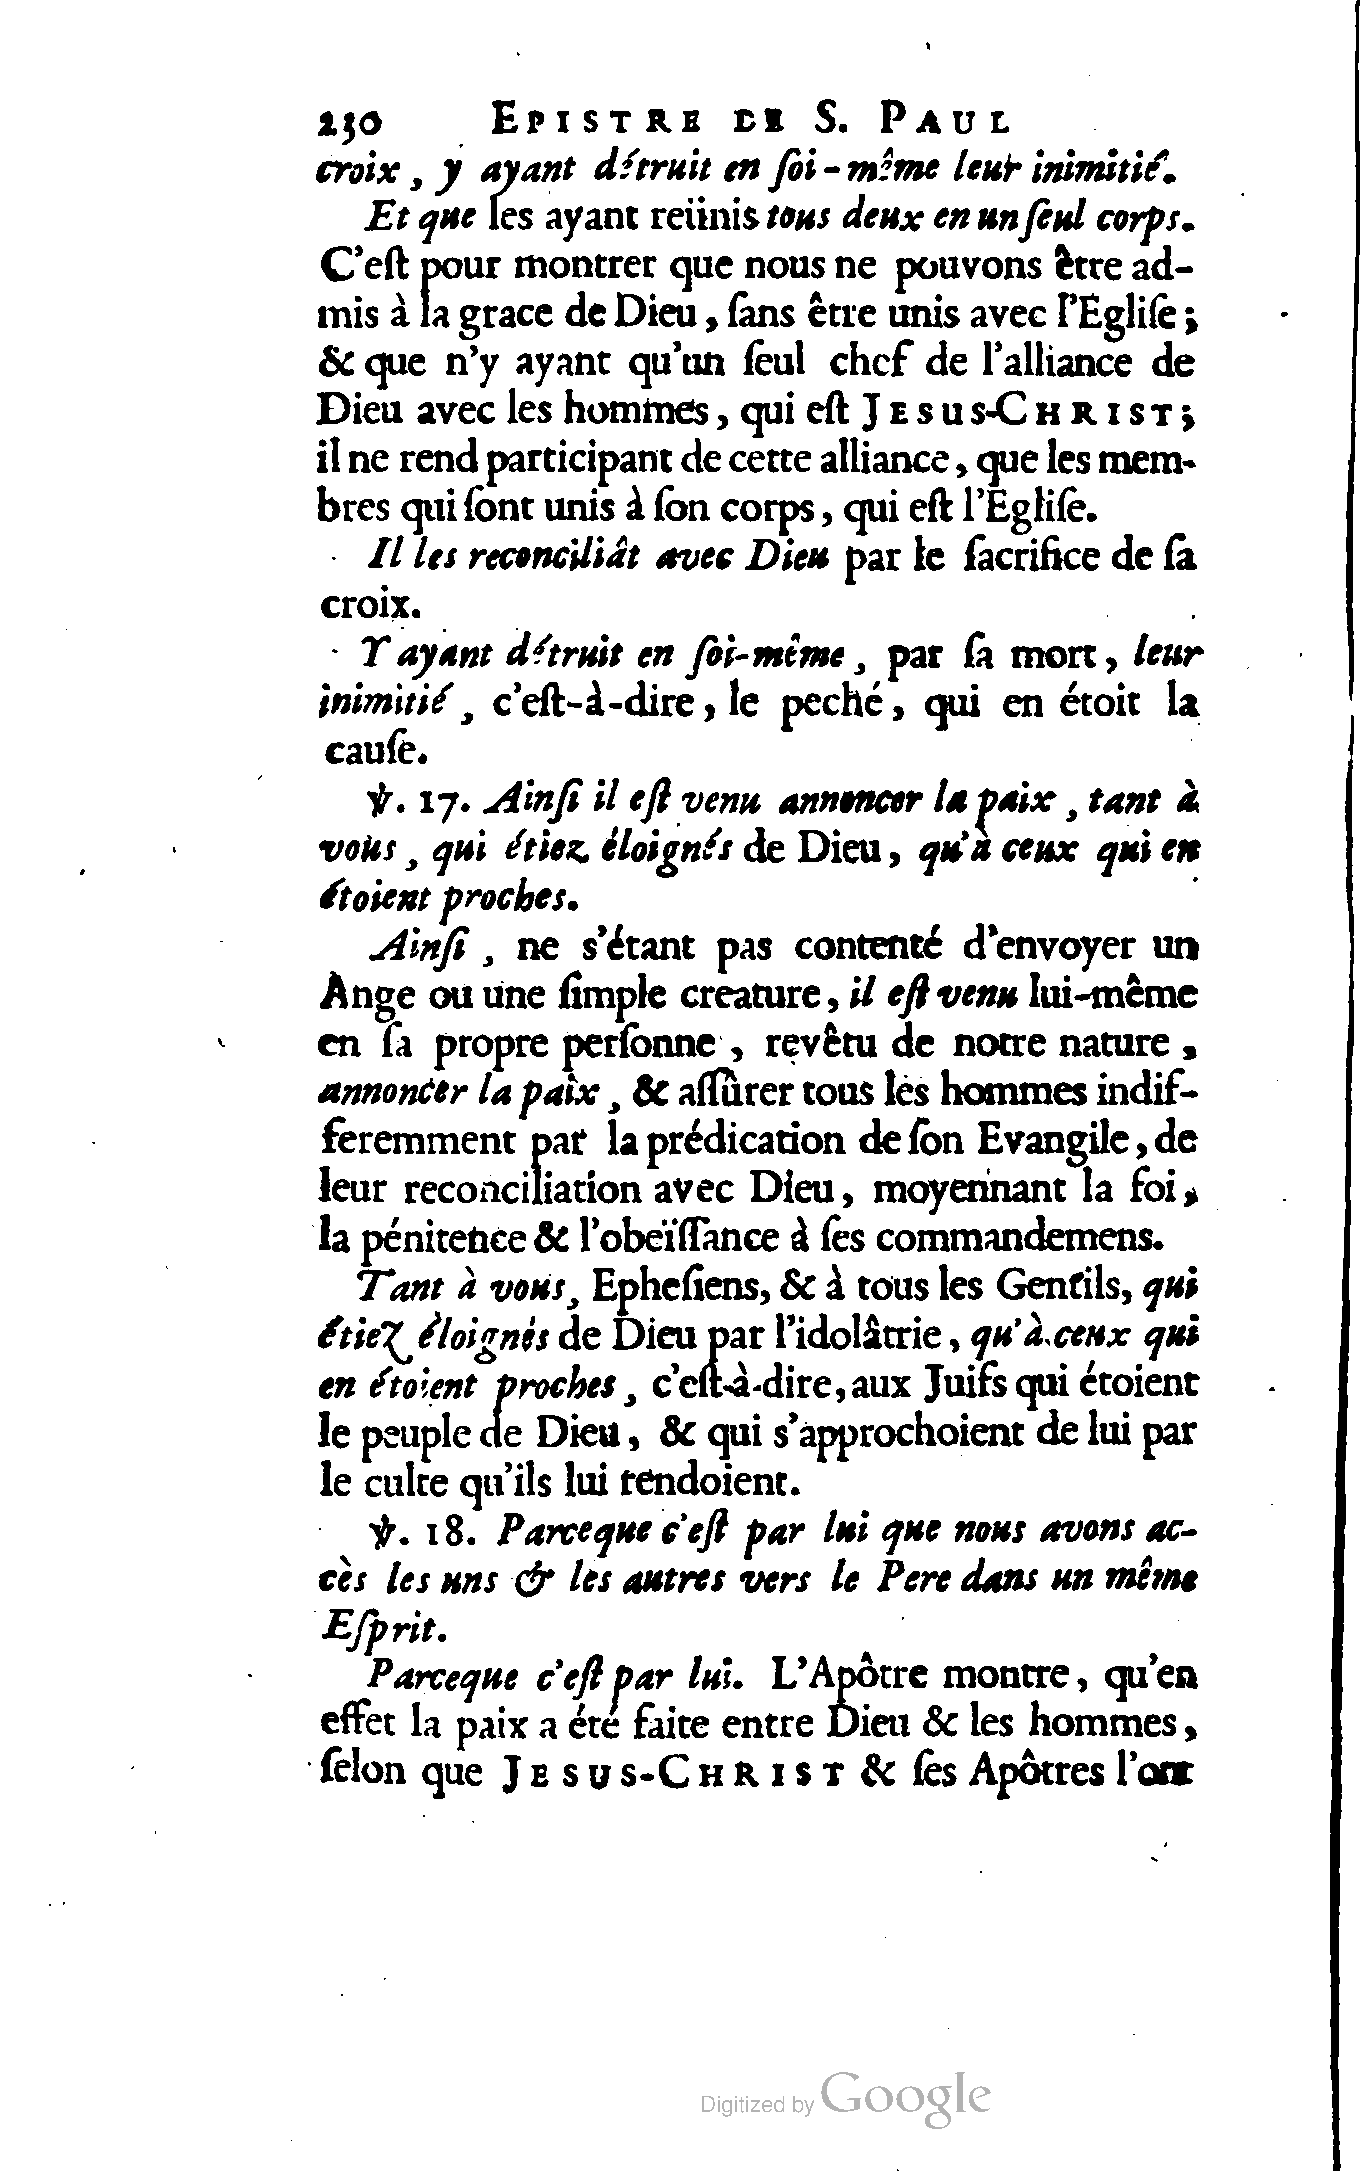 230 EPISTRE DE S. PAUL
croix, y ayant détruit en ſoi-même leur inimitié.
Et que les ayant reünis tous deux en un ſeul corps.
C'eſt pour montrer que nous ne pouvons être ad-
mis à la grace de Dieu, ſans être unis avec l'Egliſe;
& que n'y ayant qu'un ſeul chef de l'alliance de
Dieu avec les hommes, qui eſt JESUS-CHRIST;
il ne rend participant de cette alliance, que les mem-
bres qui ſont unis à ſon corps, qui eſt l'Egliſe.
Il les reconciliât avec Dieu par le ſacrifice de ſa
croix.
Y ayant détruit en ſoi-même, par ſa mort, leur
inimitié, c'eſt-à-dire, le peché, qui en étoit la
cauſe.
℣. 17. Ainſi il eſt venu annoncer la paix, tant à
vous, qui étiez éloignés de Dieu, qu'à ceux qui en
étoient proches.
Ainſi, ne s'étant pas contenté d'envoyer un
Ange ou une ſimple creature, il eſt venu lui-même
en ſa propre perſonne, revêtu de notre nature,
annoncer la paix, & aſſûrer tous les hommes indif-
feremment par la prédication de ſon Evangile, de
leur reconciliation avec Dieu, moyennant la foi,
la pénitence & l'obeïſſance à ſes commandemens.
Tant à vous, Epheſiens, & à tous les Gentils, qui
étiez éloignés de Dieu par l'idolâtrie, qu'à ceux qui
en étoient proches, c'eſt-à-dire, aux Juifs qui étoient
le peuple de Dieu, & qui s'approchoient de lui par
le culte qu'ils lui rendoient.
℣. 18. Parceque c'eſt par lui que nous avons ac-
cès les uns & les autres vers le Pere dans un même
Eſprit.
Parceque c'eſt par lui. L'Apôtre montre, qu'en
effet la paix a été faite entre Dieu & les hommes,
ſelon que JESUS-CHRIST & ſes Apôtres l'ont
Digitized by Google